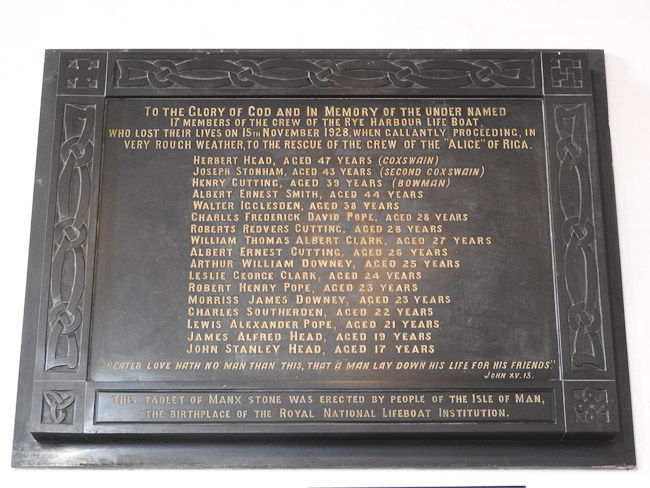 To the Glory of God and In Memory of the under named
17 members of the crew of the Rye Harbour Life Boat,
who lost their lives on 15th November 1928, when gallantly proceeding, in
very rough weather, to the rescue of the crew of the "Alice" of Riga.
Herbert Head, aged 47 years (Coxswain)
Joseph Stonham, aged 43 years (Second Coxswain)
Henry Cutting, aged 39 years (Bowman)
Albert Ernest Smith, aged 44 years
Walter Igglesden, aged 38 years
Charles Frederick David Pope, aged 28 years
Roberts Redvers Cutting, aged 28 years
William Thomas Albert Clark, aged 27 years
Albert Ernest Cutting, aged 26 years
Arthur William Downey, aged 25 years
Leslie George Clark, aged 24 years
Robert Henry Pope, aged 23 years
Morriss James Downey, aged 23 years
Charles Southerden, aged 22 years
Lewis Alexander Pope, aged 21 years
James Alfred Head, aged 19 years
John Stanley Head, aged 17 years
"Greater love hath no man than this, that a man lay down his life for his friends"
John XV. 13.
This tablet of Manx stone was erected by people of the Isle of Man,
the birthplace of the Royal National Lifeboat Institution.